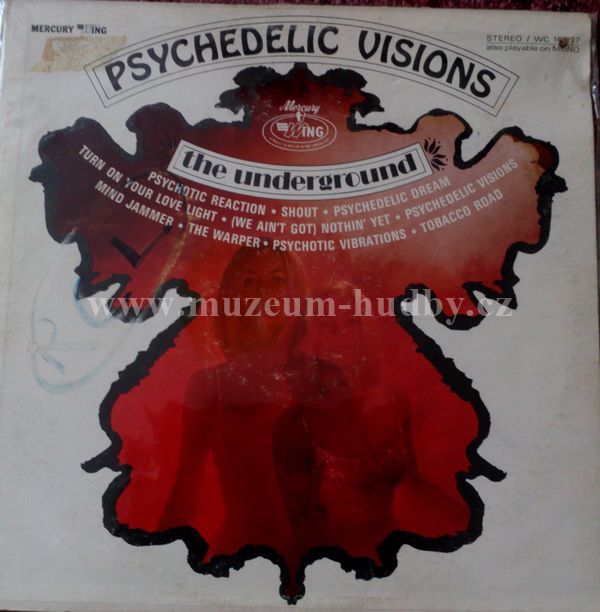 MERCURY WING
STEREO / WC
also playable on MONO
PSYCHEDELIC VISIONS
Mercury
WING
the underground
PSYCHOTIC REACTION • SHOUT • PSYCHEDELIC DREAM
TURN ON YOUR LOVE LIGHT • (WE AIN'T GOT) NOTHIN' YET • PSYCHEDELIC VISIONS
MIND JAMMER • THE WARPER • PSYCHOTIC VIBRATIONS • TOBACCO ROAD
www.muzeum-hudby.cz